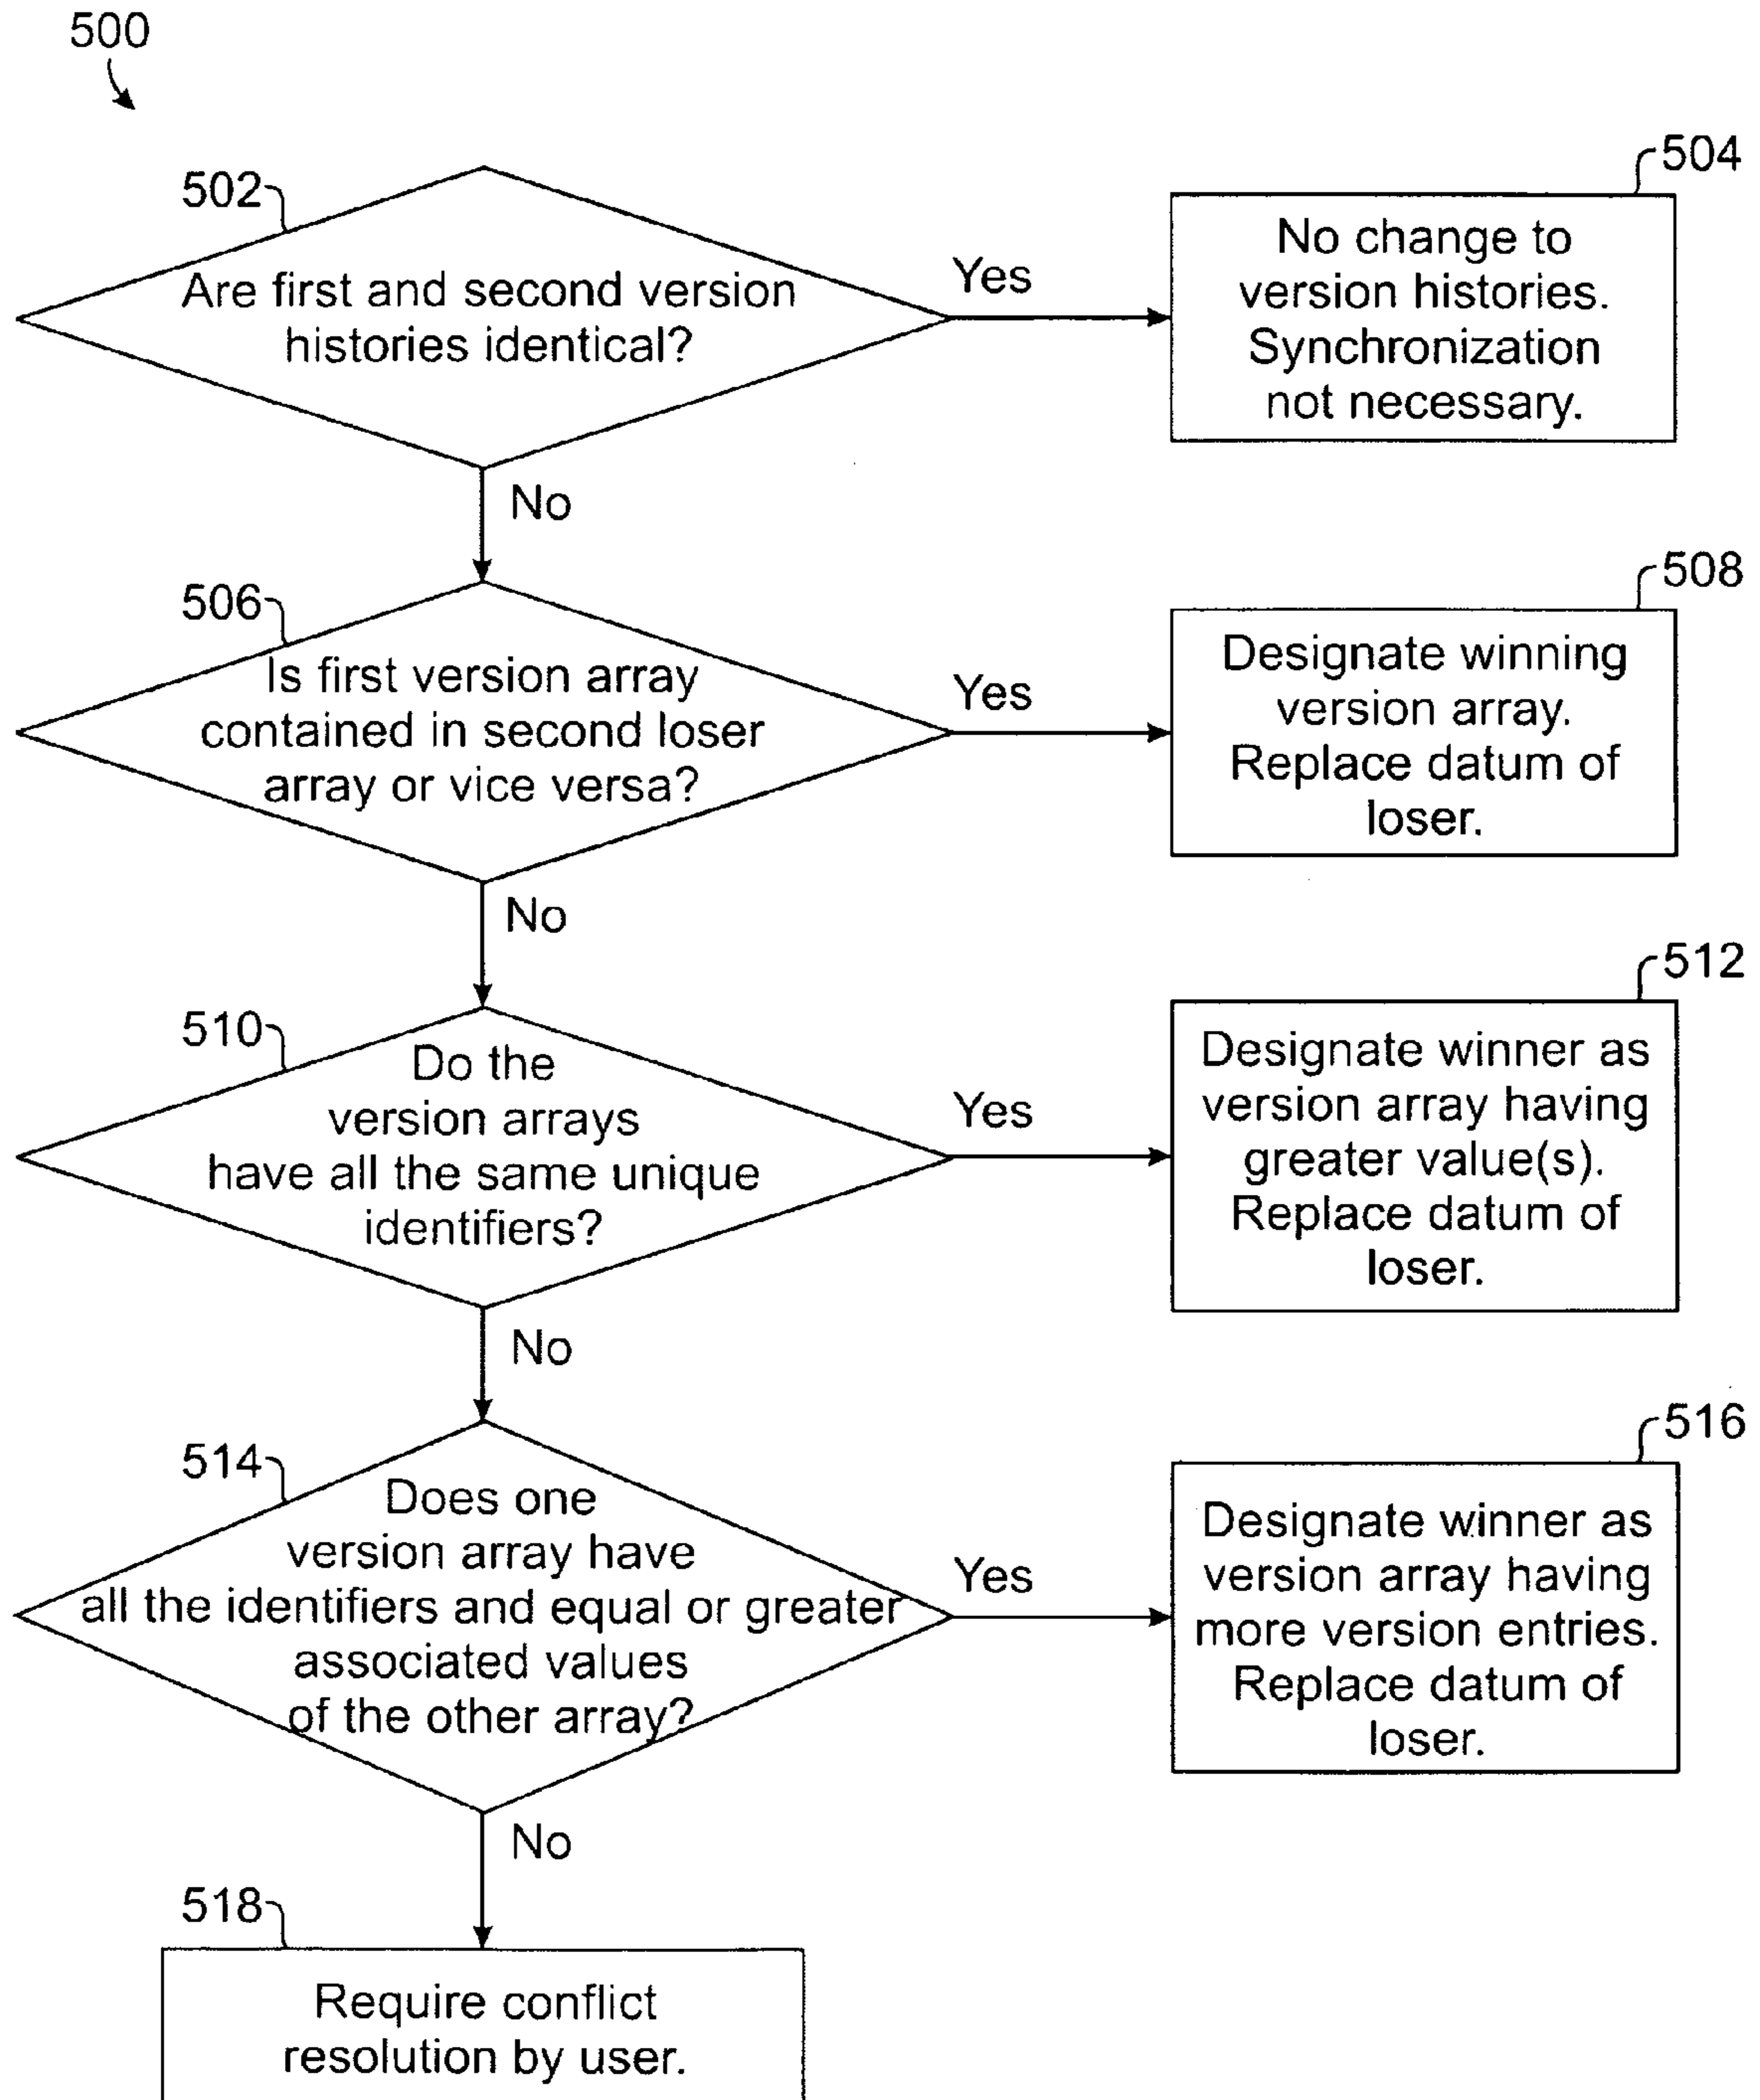 500
502
Are first and second version
histories identical?
Yes
504
No change to
version histories.
Synchronization
not necessary.
No
506
Is first version array
contained in second loser
array or vice versa?
Yes
508
Designate winning
version array.
Replace datum of
loser.
No
510
Do the
version arrays
have all the same unique
identifiers?
Yes
512
Designate winner as
version array having
greater value(s).
Replace datum of
loser.
No
514
Does one
version array have
all the identifiers and equal or greater
associated values
of the other array?
Yes
516
Designate winner as
version array having
more version entries.
Replace datum of
loser.
No
518
Require conflict
resolution by user.